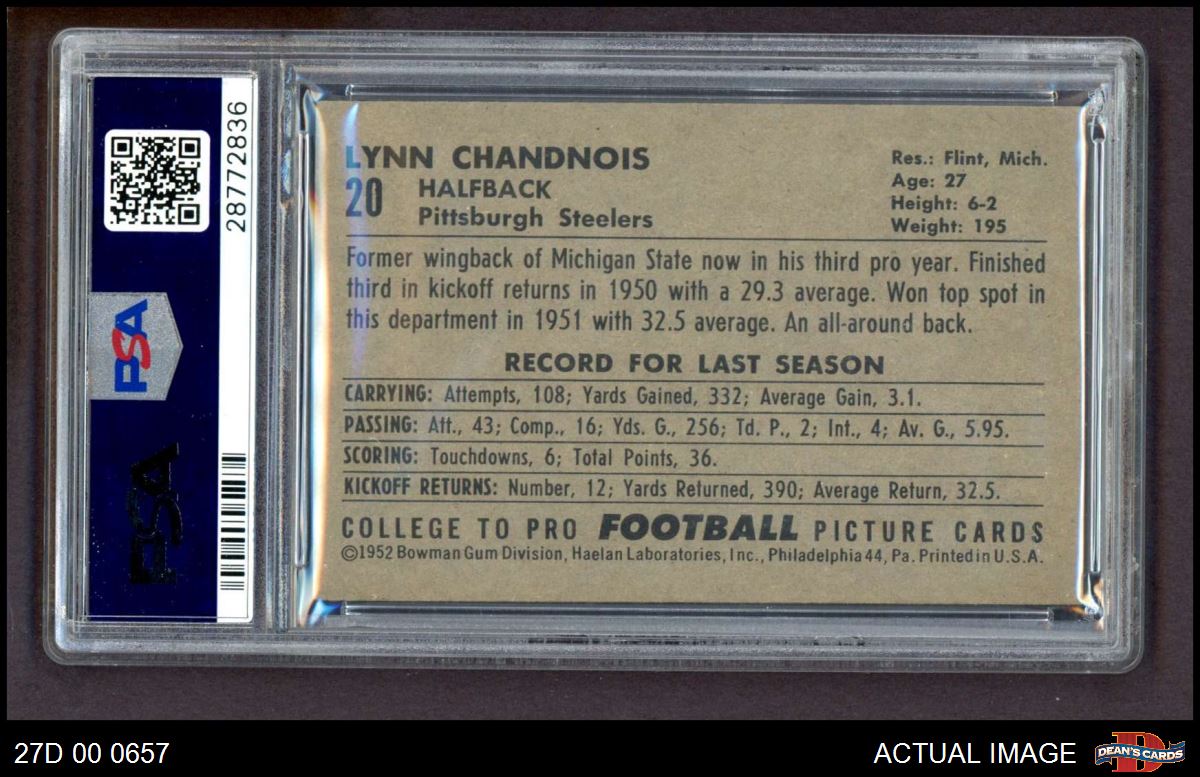 28772836
PSA
PSA
LYNN CHANDNOIS
20 HALFBACK
Pittsburgh Steelers
Res.: Flint, Mich.
Age: 27
Height: 6-2
Weight: 195
Former wingback of Michigan State now in his third pro year. Finished
third in kickoff returns in 1950 with a 29.3 average. Won top spot in
this department in 1951 with 32.5 average. An all-around back.
RECORD FOR LAST SEASON
CARRYING: Attempts, 108; Yards Gained, 332; Average Gain, 3.1.
PASSING: Att., 43; Comp., 16; Yds. G., 256; Td. P., 2; Int., 4; Av. G., 5.95.
SCORING: Touchdowns, 6; Total Points, 36.
KICKOFF RETURNS: Number, 12; Yards Returned, 390; Average Return, 32.5.
COLLEGE TO PRO FOOTBALL PICTURE CARDS
©1952 Bowman Gum Division, Haelan Laboratories, Inc., Philadelphia 44, Pa. Printed in U.S.A.
27D 00 0657
ACTUAL IMAGE
DEAN'S CARDS